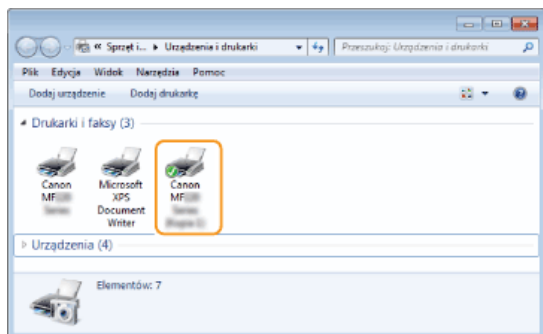 « Sprzęt i... ▸ Urządzenia i drukarki
Przeszukaj: Urządzenia i drukarki
Plik Edycja Widok Narzędzia Pomoc
Dodaj urządzenie Dodaj drukarkę
Drukarki i faksy (3)
Canon
MF
Microsoft
XPS
Document
Writer
Canon
MF
Urządzenia (4)
Elementów: 7